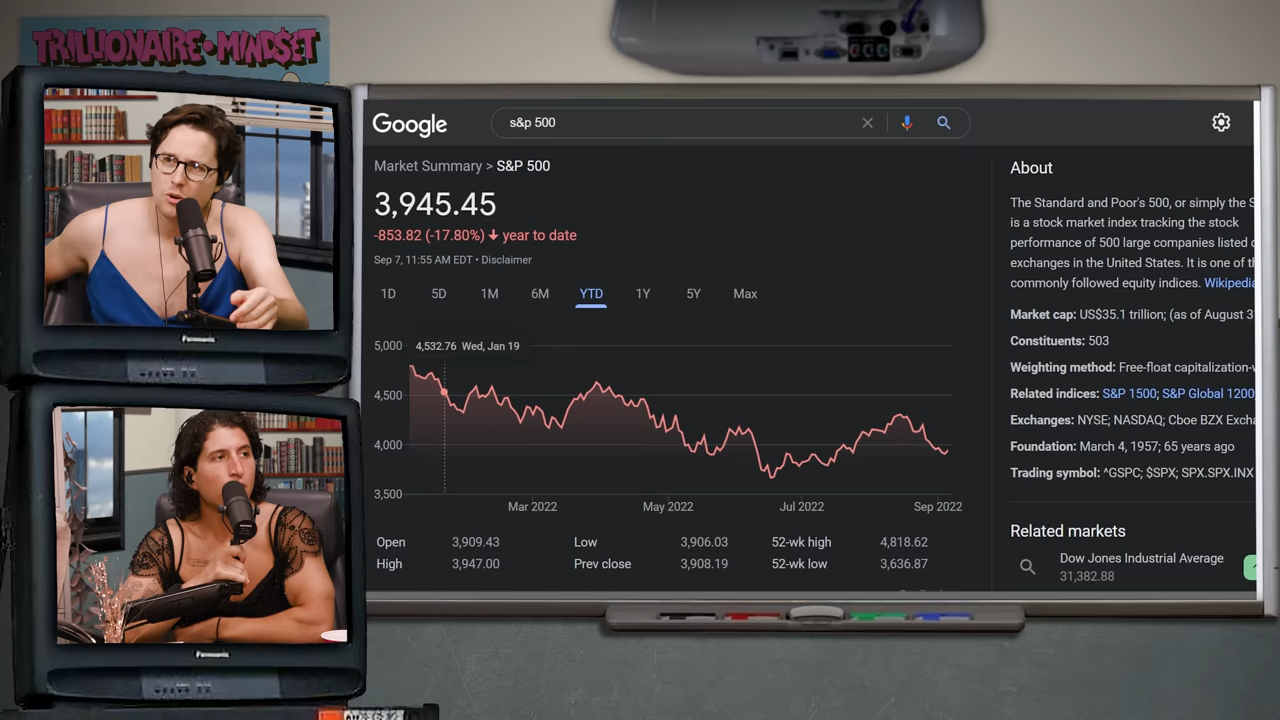 TRILLIONAIRE • MINDSET
Panasonic
Panasonic
Google
s&p 500
Market Summary > S&P 500
3,945.45
-853.82 (-17.80%) ↓ year to date
Sep 7, 11:55 AM EDT • Disclaimer
1D 5D 1M 6M YTD 1Y 5Y Max
4,532.76 Wed, Jan 19
5,000
4,500
4,000
3,500
Mar 2022 May 2022 Jul 2022 Sep 2022
Open 3,909.43 Low 3,906.03 52-wk high 4,818.62
High 3,947.00 Prev close 3,908.19 52-wk low 3,636.87
About
The Standard and Poor's 500, or simply the S
is a stock market index tracking the stock
performance of 500 large companies listed
exchanges in the United States. It is one of
commonly followed equity indices. Wikipedia
Market cap: US$35.1 trillion; (as of August 3
Constituents: 503
Weighting method: Free-float capitalization-
Related indices: S&P 1500; S&P Global 1200
Exchanges: NYSE; NASDAQ; Cboe BZX Excha
Foundation: March 4, 1957; 65 years ago
Trading symbol: ^GSPC; $SPX; SPX.SPX.INX
Related markets
Dow Jones Industrial Average
31,382.88